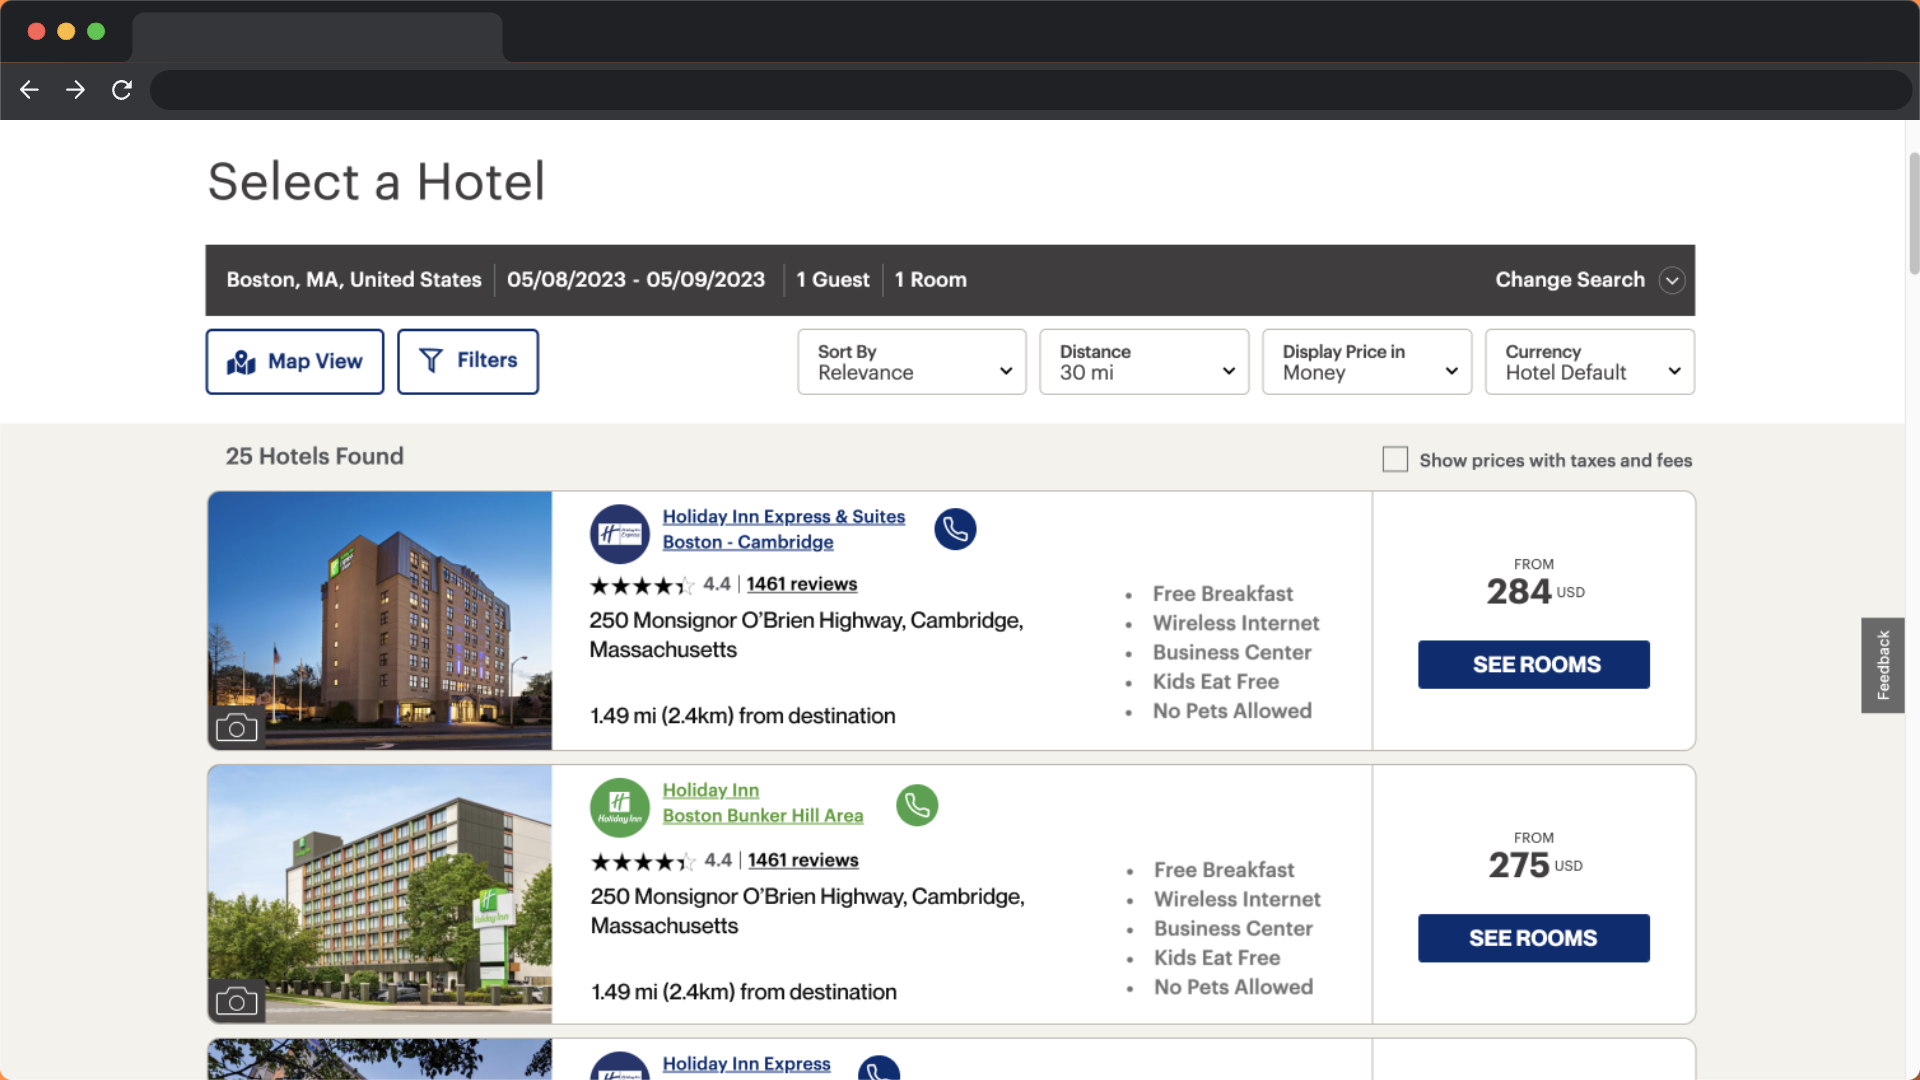 Select a Hotel
Boston, MA, United States
05/08/2023 - 05/09/2023
1 Guest
1 Room
Change Search
Map View
Filters
Sort By
Relevance
Distance
30 mi
Display Price in
Money
Currency
Hotel Default
25 Hotels Found
Show prices with taxes and fees
Holiday Inn Express & Suites
Boston - Cambridge
4.4 | 1461 reviews
250 Monsignor O’Brien Highway, Cambridge,
Massachusetts
1.49 mi (2.4km) from destination
Free Breakfast
Wireless Internet
Business Center
Kids Eat Free
No Pets Allowed
FROM
284 USD
SEE ROOMS
Feedback
Holiday Inn
Holiday Inn
Boston Bunker Hill Area
4.4 | 1461 reviews
250 Monsignor O’Brien Highway, Cambridge,
Massachusetts
1.49 mi (2.4km) from destination
Holiday Inn
Free Breakfast
Wireless Internet
Business Center
Kids Eat Free
No Pets Allowed
FROM
275 USD
SEE ROOMS
Holiday Inn Express